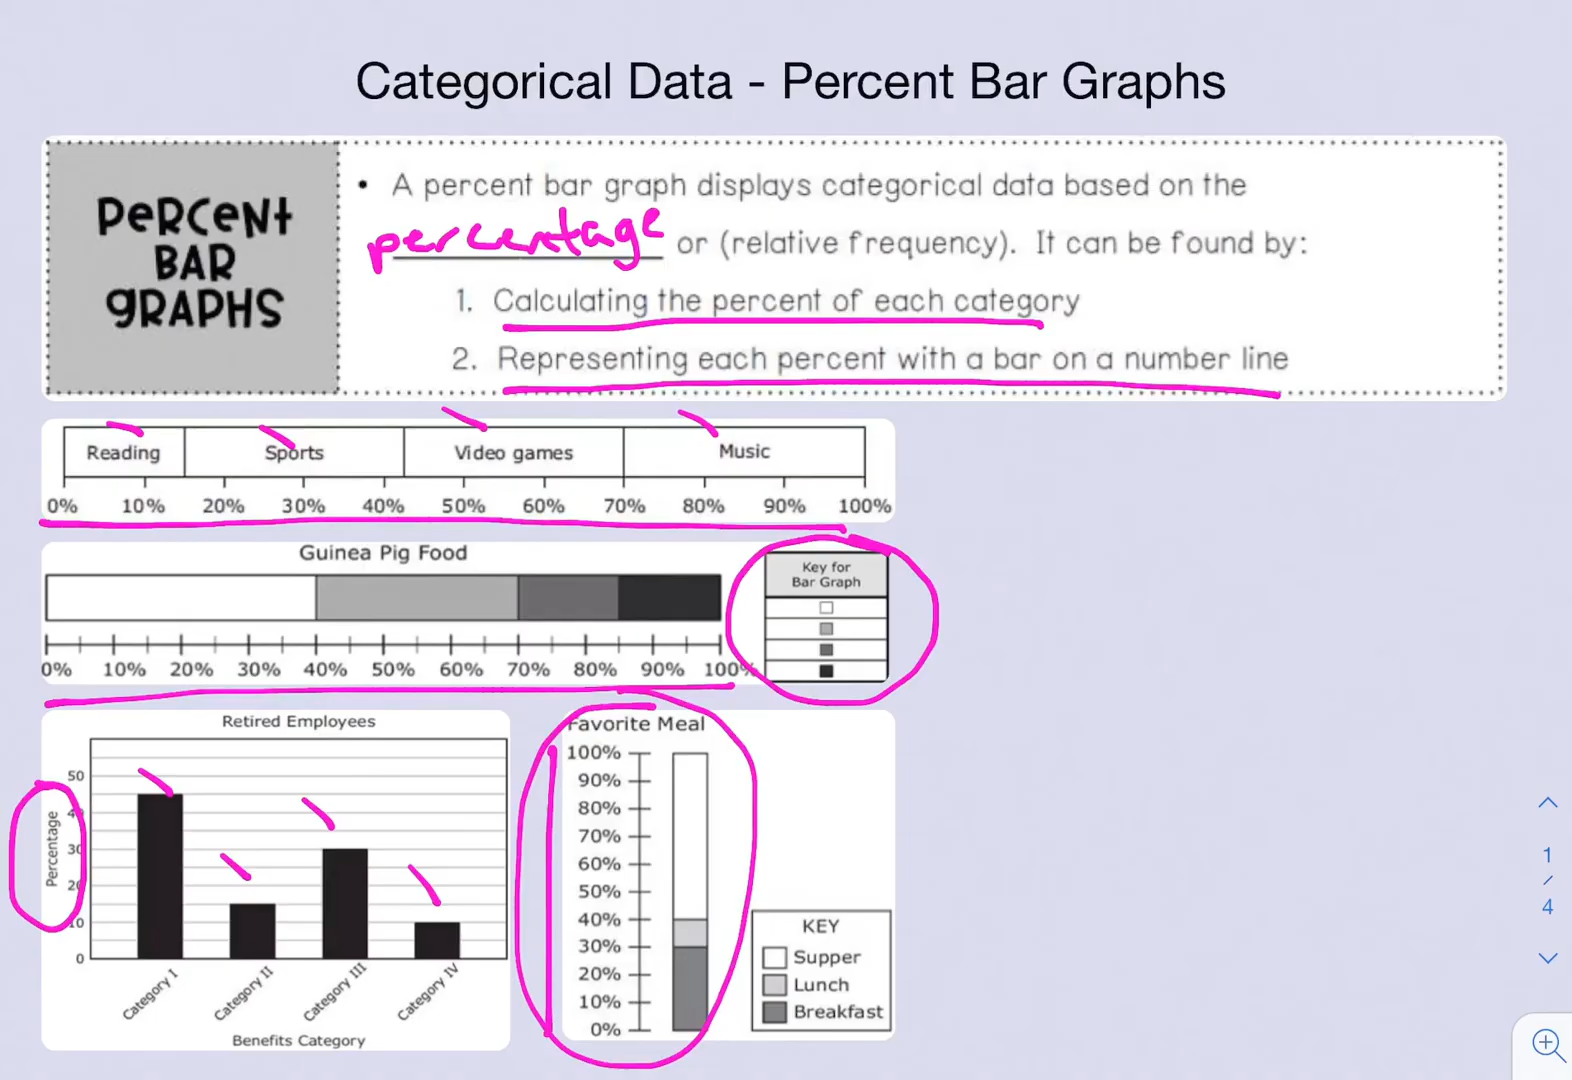 Categorical Data - Percent Bar Graphs
PERCENT
BAR
GRAPHS
• A percent bar graph displays categorical data based on the
percentage or (relative frequency). It can be found by:
1. Calculating the percent of each category
2. Representing each percent with a bar on a number line
Reading Sports Video games Music
0% 10% 20% 30% 40% 50% 60% 70% 80% 90% 100%
Guinea Pig Food
0% 10% 20% 30% 40% 50% 60% 70% 80% 90% 100%
Key for
Bar Graph
Retired Employees
Percentage
50
40
30
20
10
0
Category I
Category II
Category III
Category IV
Benefits Category
Favorite Meal
100%
90%
80%
70%
60%
50%
40%
30%
20%
10%
0%
KEY
Supper
Lunch
Breakfast
1
/
4